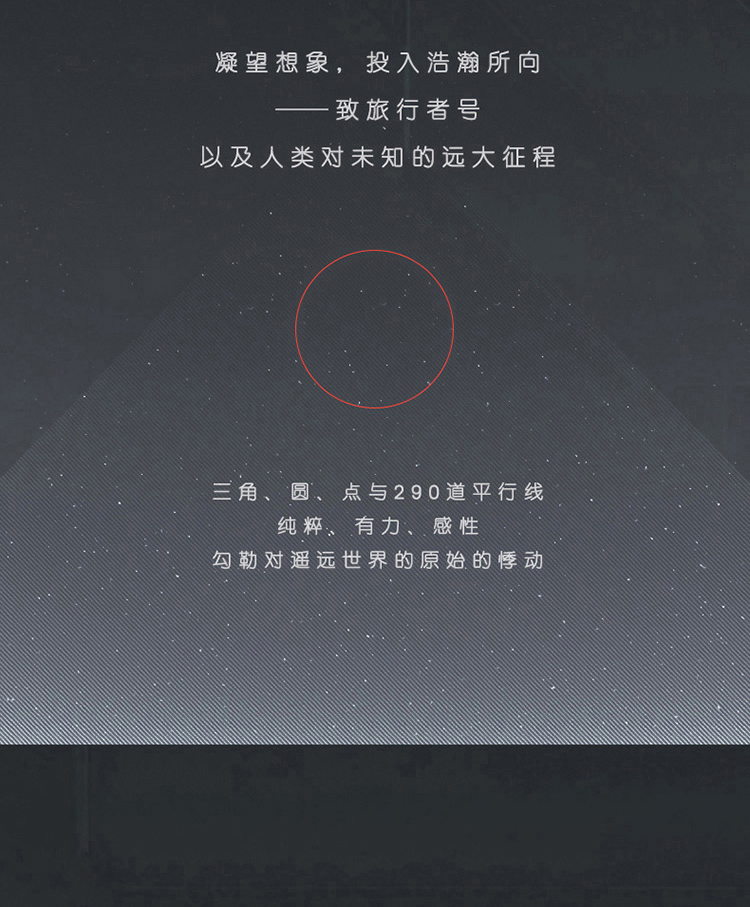 凝望想象，投入浩瀚所向
——致旅行者号
以及人类对未知的远大征程
三角、圆、点与290道平行线
纯粹、有力、感性
勾勒对遥远世界的原始的悸动